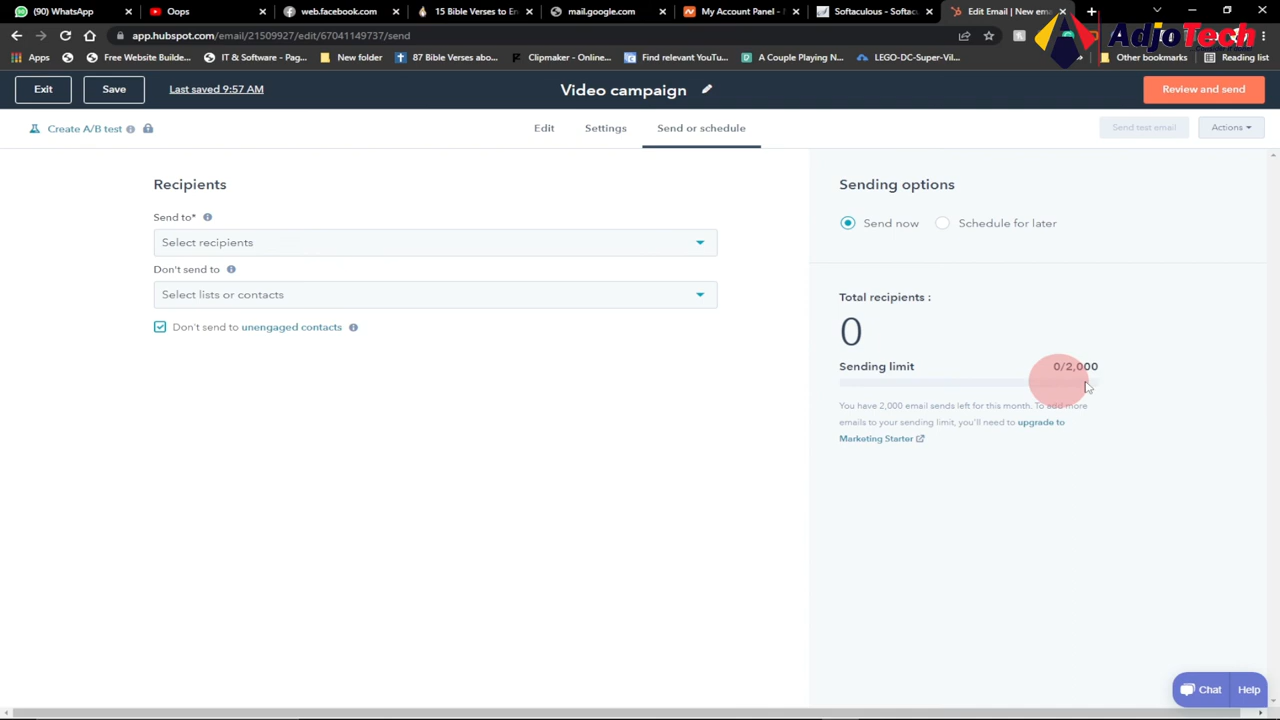 (90) WhatsApp
Oops
web.facebook.com
15 Bible Verses to En
mail.google.com
My Account Panel -
Softaculous - Softac
Edit Email | New ema
app.hubspot.com/email/21509927/edit/67041149737/send
AdjoTech
Apps
Free Website Builde...
IT & Software - Pag...
New folder
87 Bible Verses abo...
Maker - Online...
Find relevant YouTu...
A Couple Playing N...
LEGO-DC-Super-Vil...
Other bookmarks
Reading list
Exit
Save
Last saved 9:57 AM
Video campaign
Review and send
Create A/B test
Edit
Settings
Send or schedule
Send test email
Actions
Recipients
Send to*
Select recipients
Don't send to
Select lists or contacts
Don't send to unengaged contacts
Sending options
Send now
Schedule for later
Total recipients :
0
Sending limit
0/2,000
You have 2,000 email sends left for this month. To add more
emails to your sending limit, you'll need to upgrade to
Marketing Starter
Chat
Help